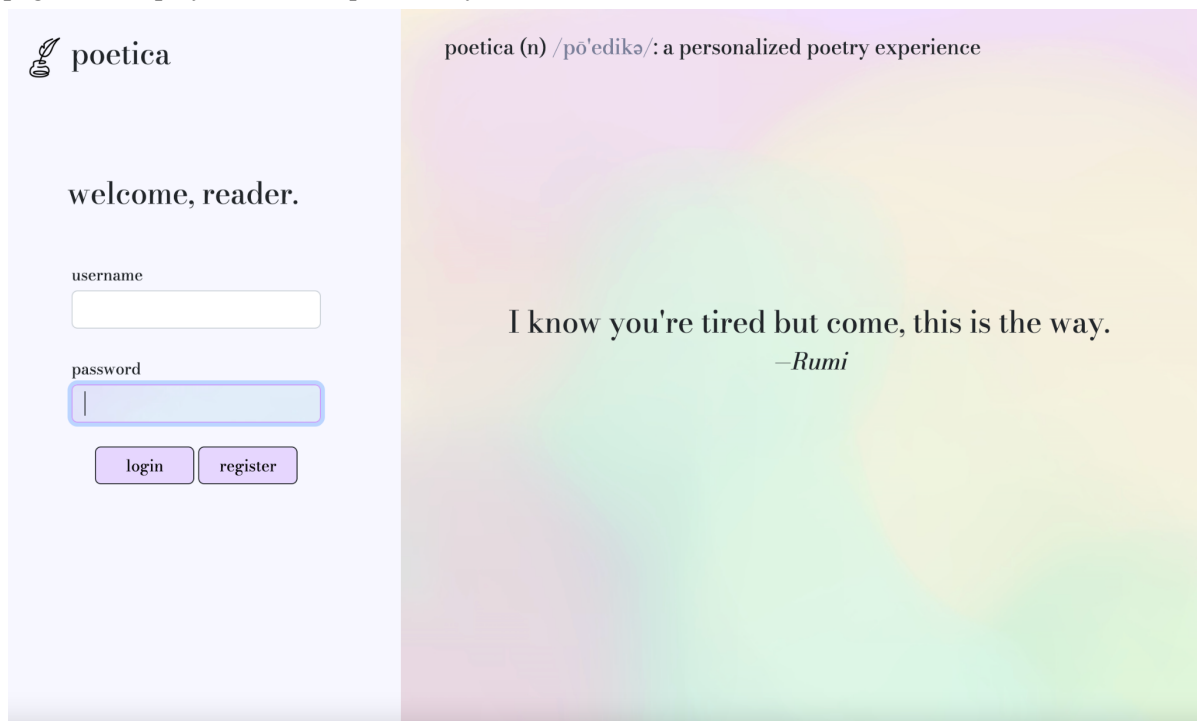 poetica
poetica (n) /pō'edikə/: a personalized poetry experience
welcome, reader.
username
password
login register
I know you're tired but come, this is the way.
—Rumi